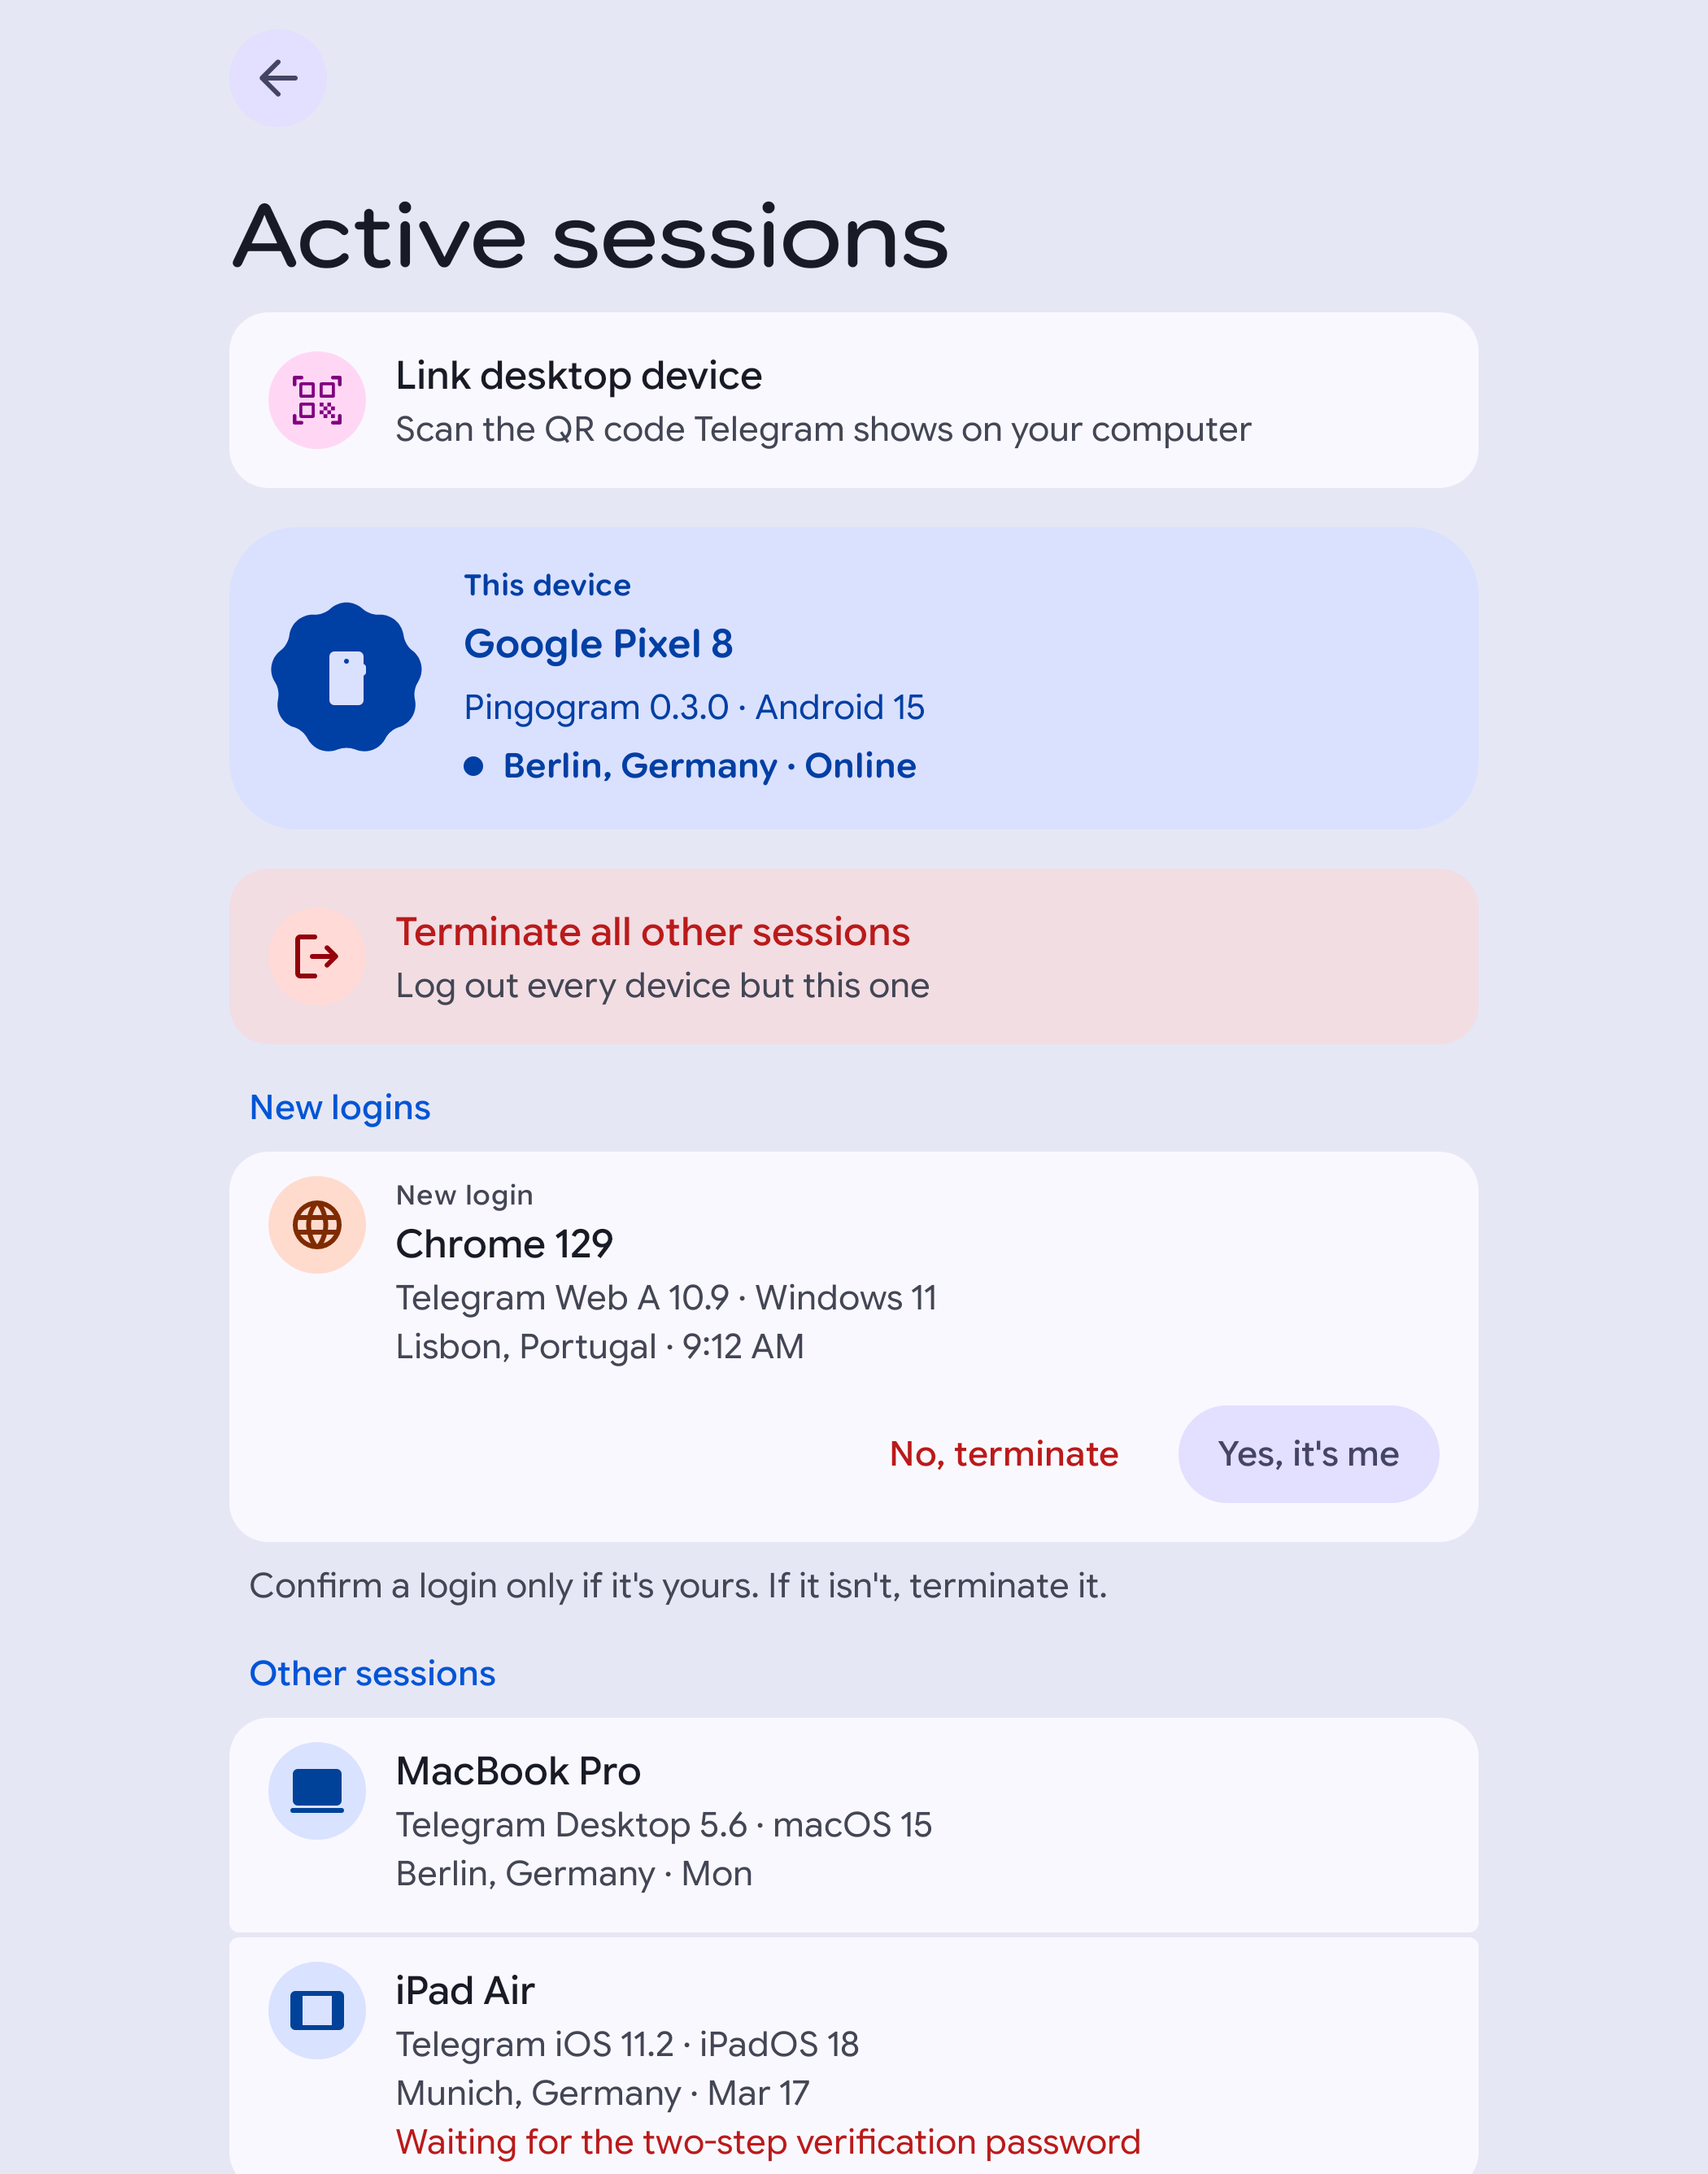 Active sessions
Link desktop device
Scan the QR code Telegram shows on your computer
This device
Google Pixel 8
Pingogram 0.3.0 · Android 15
Berlin, Germany · Online
Terminate all other sessions
Log out every device but this one
New logins
New login
Chrome 129
Telegram Web A 10.9 · Windows 11
Lisbon, Portugal · 9:12 AM
No, terminate
Yes, it's me
Confirm a login only if it's yours. If it isn't, terminate it.
Other sessions
MacBook Pro
Telegram Desktop 5.6 · macOS 15
Berlin, Germany · Mon
iPad Air
Telegram iOS 11.2 · iPadOS 18
Munich, Germany · Mar 17
Waiting for the two-step verification password